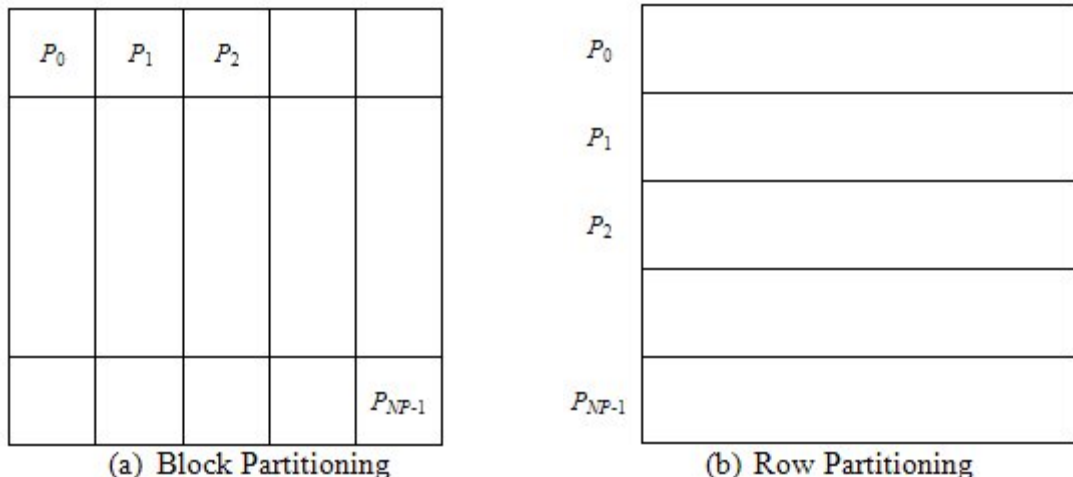 P0 P1 P2
PNP-1
(a) Block Partitioning
P0
P1
P2
PNP-1
(b) Row Partitioning